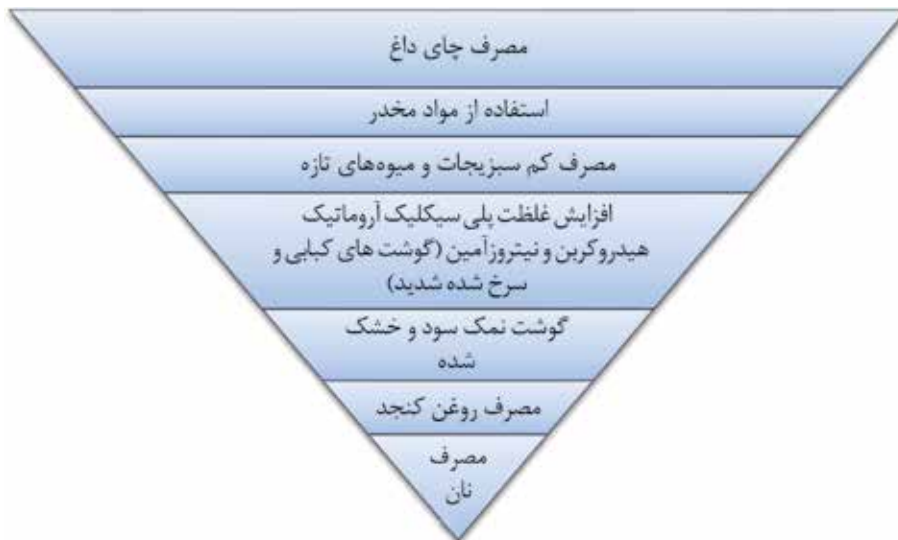 مصرف چای داغ
استفاده از مواد مخدر
مصرف کم سبزیجات و میوه‌های تازه
افزایش غلظت پلی سیکلیک آروماتیک
هیدروکربن و نیتروزآمین (گوشت های کبابی و
سرخ شده شدید)
گوشت نمک سود و خشک
شده
مصرف روغن کنجد
مصرف
نان